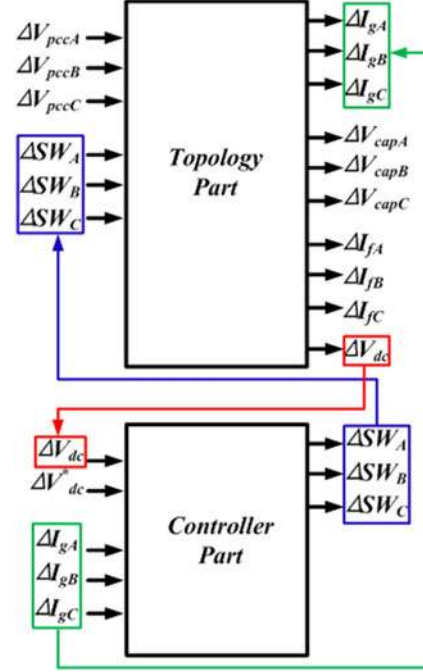 ΔV_pccA
ΔV_pccB
ΔV_pccC
ΔSW_A
ΔSW_B
ΔSW_C
Topology
Part
ΔI_gA
ΔI_gB
ΔI_gC
ΔV_capA
ΔV_capB
ΔV_capC
ΔI_fA
ΔI_fB
ΔI_fC
ΔV_dc
ΔV_dc
ΔV*_dc
ΔI_gA
ΔI_gB
ΔI_gC
Controller
Part
ΔSW_A
ΔSW_B
ΔSW_C